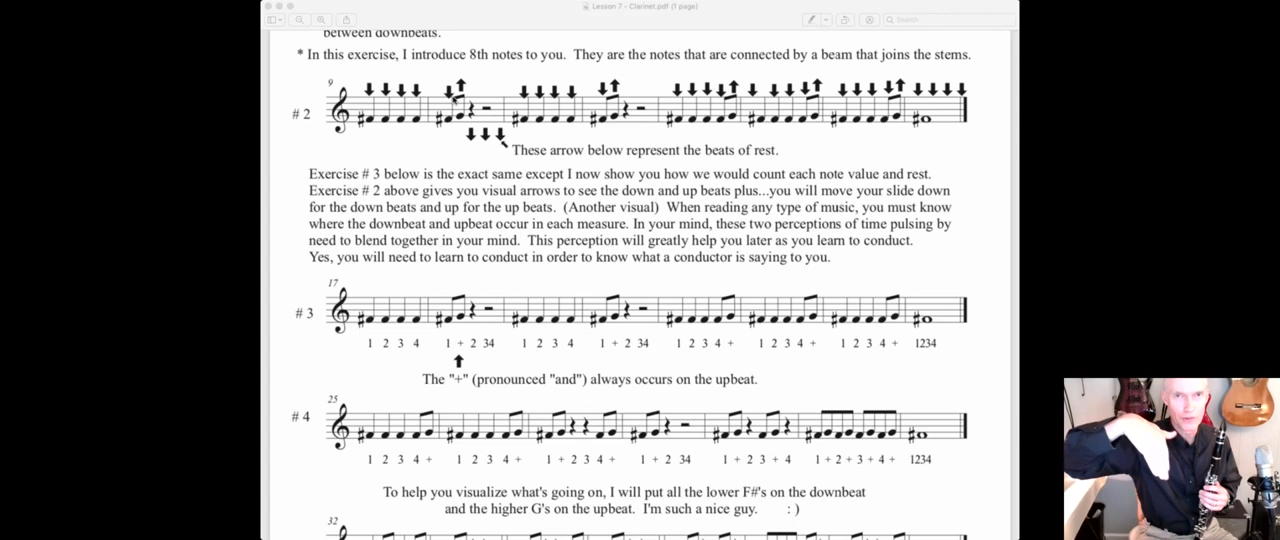 Lesson 7 - Clarinet.pdf (1 page)
Search
between downbeats.
* In this exercise, I introduce 8th notes to you. They are the notes that are connected by a beam that joins the stems.
9
# 2
These arrow below represent the beats of rest.
Exercise # 3 below is the exact same except I now show you how we would count each note value and rest.
Exercise # 2 above gives you visual arrows to see the down and up beats plus...you will move your slide down
for the down beats and up for the up beats. (Another visual) When reading any type of music, you must know
where the downbeat and upbeat occur in each measure. In your mind, these two perceptions of time pulsing by
need to blend together in your mind. This perception will greatly help you later as you learn to conduct.
Yes, you will need to learn to conduct in order to know what a conductor is saying to you.
17
# 3
1 2 3 4 1 + 2 34 1 2 3 4 1 + 2 34 1 2 3 4 + 1 2 3 4 + 1 2 3 4 + 1234
The "+" (pronounced "and") always occurs on the upbeat.
25
# 4
1 2 3 4 + 1 2 3 4 + 1 + 2 3 4 + 1 + 2 34 1 + 2 3 + 4 1 + 2 + 3 + 4 + 1234
To help you visualize what's going on, I will put all the lower F#'s on the downbeat
and the higher G's on the upbeat. I'm such a nice guy. : )
32